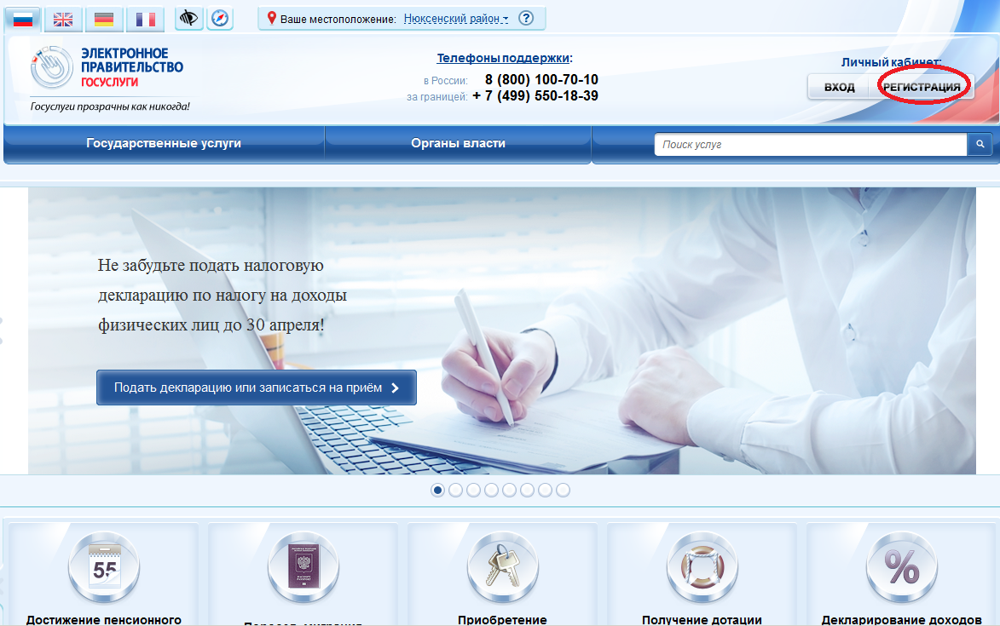 Ваше местоположение: Нюксенский район ?
ЭЛЕКТРОННОЕ
ПРАВИТЕЛЬСТВО
ГОСУСЛУГИ
Госуслуги прозрачны как никогда!
Телефоны поддержки:
в России: 8 (800) 100-70-10
за границей: + 7 (499) 550-18-39
Личный кабинет:
ВХОД РЕГИСТРАЦИЯ
Государственные услуги Органы власти Поиск услуг
Не забудьте подать налоговую
декларацию по налогу на доходы
физических лиц до 30 апреля!
Подать декларацию или записаться на приём
55 %
Достижение пенсионного Приобретение Получение дотации Декларирование доходов